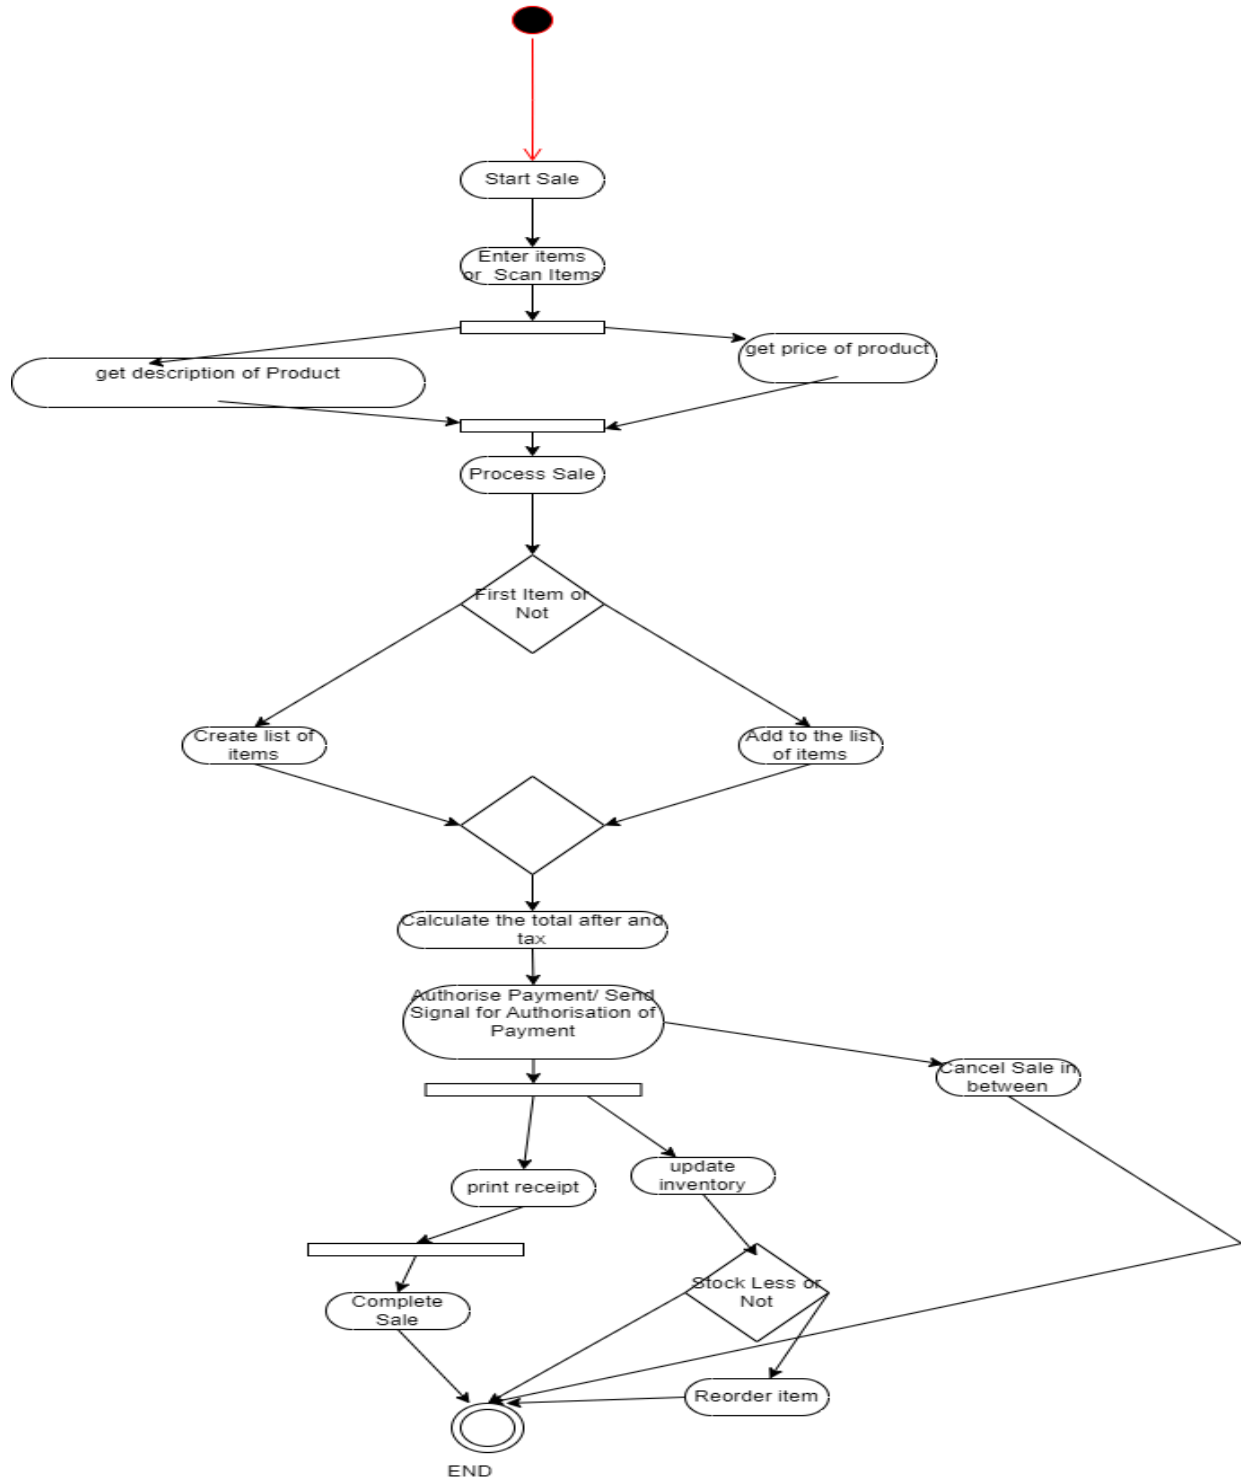 Start Sale
Enter items
or Scan Items
get price of product
get description of Product
Process Sale
First Item or
Not
Create list of
items
Add to the list
of items
Calculate the total after and
tax
Authorise Payment/ Send
Signal for Authorisation of
Payment
Cancel Sale in
between
print receipt
update
inventory
Stock Less or
Not
Complete
Sale
Reorder item
END